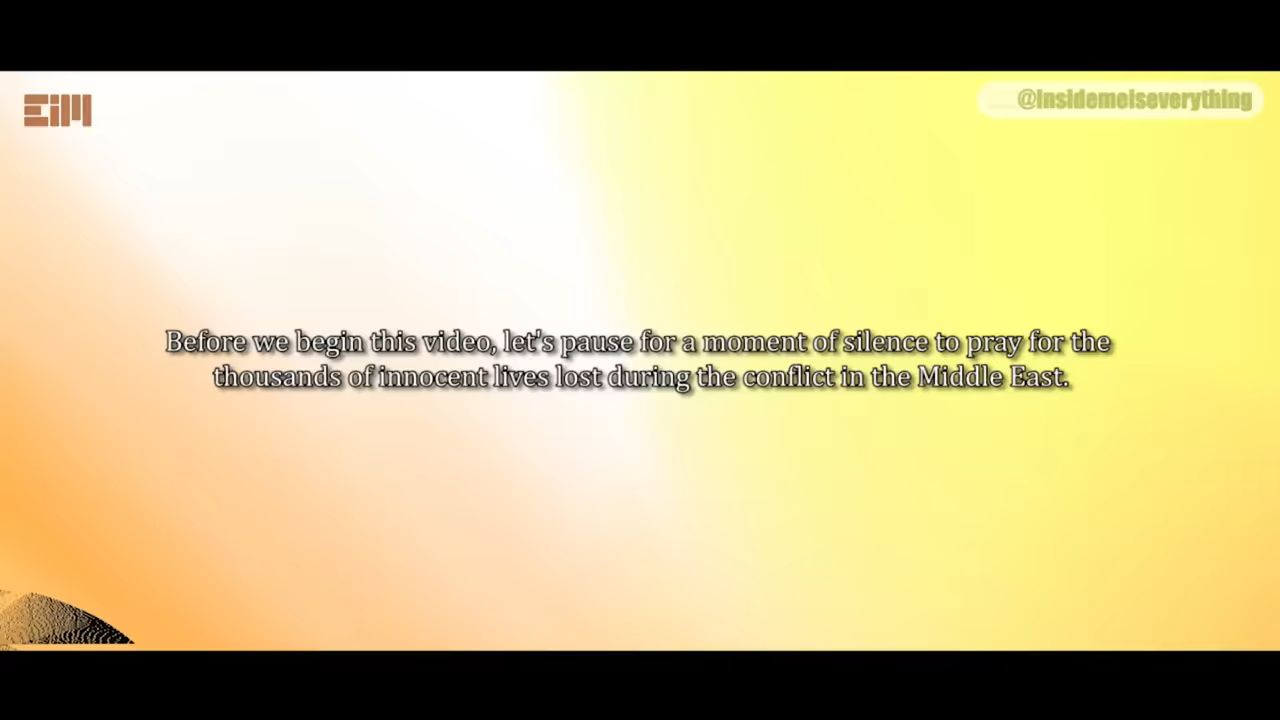 EiM
@insidemeiseverything
Before we begin this video, let's pause for a moment of silence to pray for the
thousands of innocent lives lost during the conflict in the Middle East.